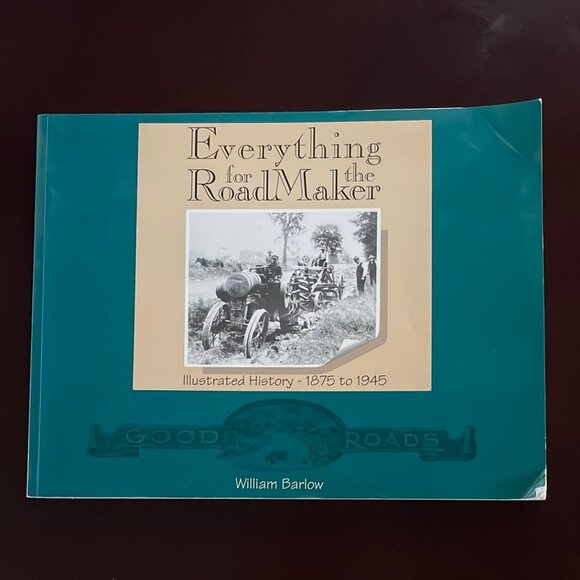 Everything
for the
RoadMaker
Illustrated History - 1875 to 1945
GOOD ROADS
William Barlow